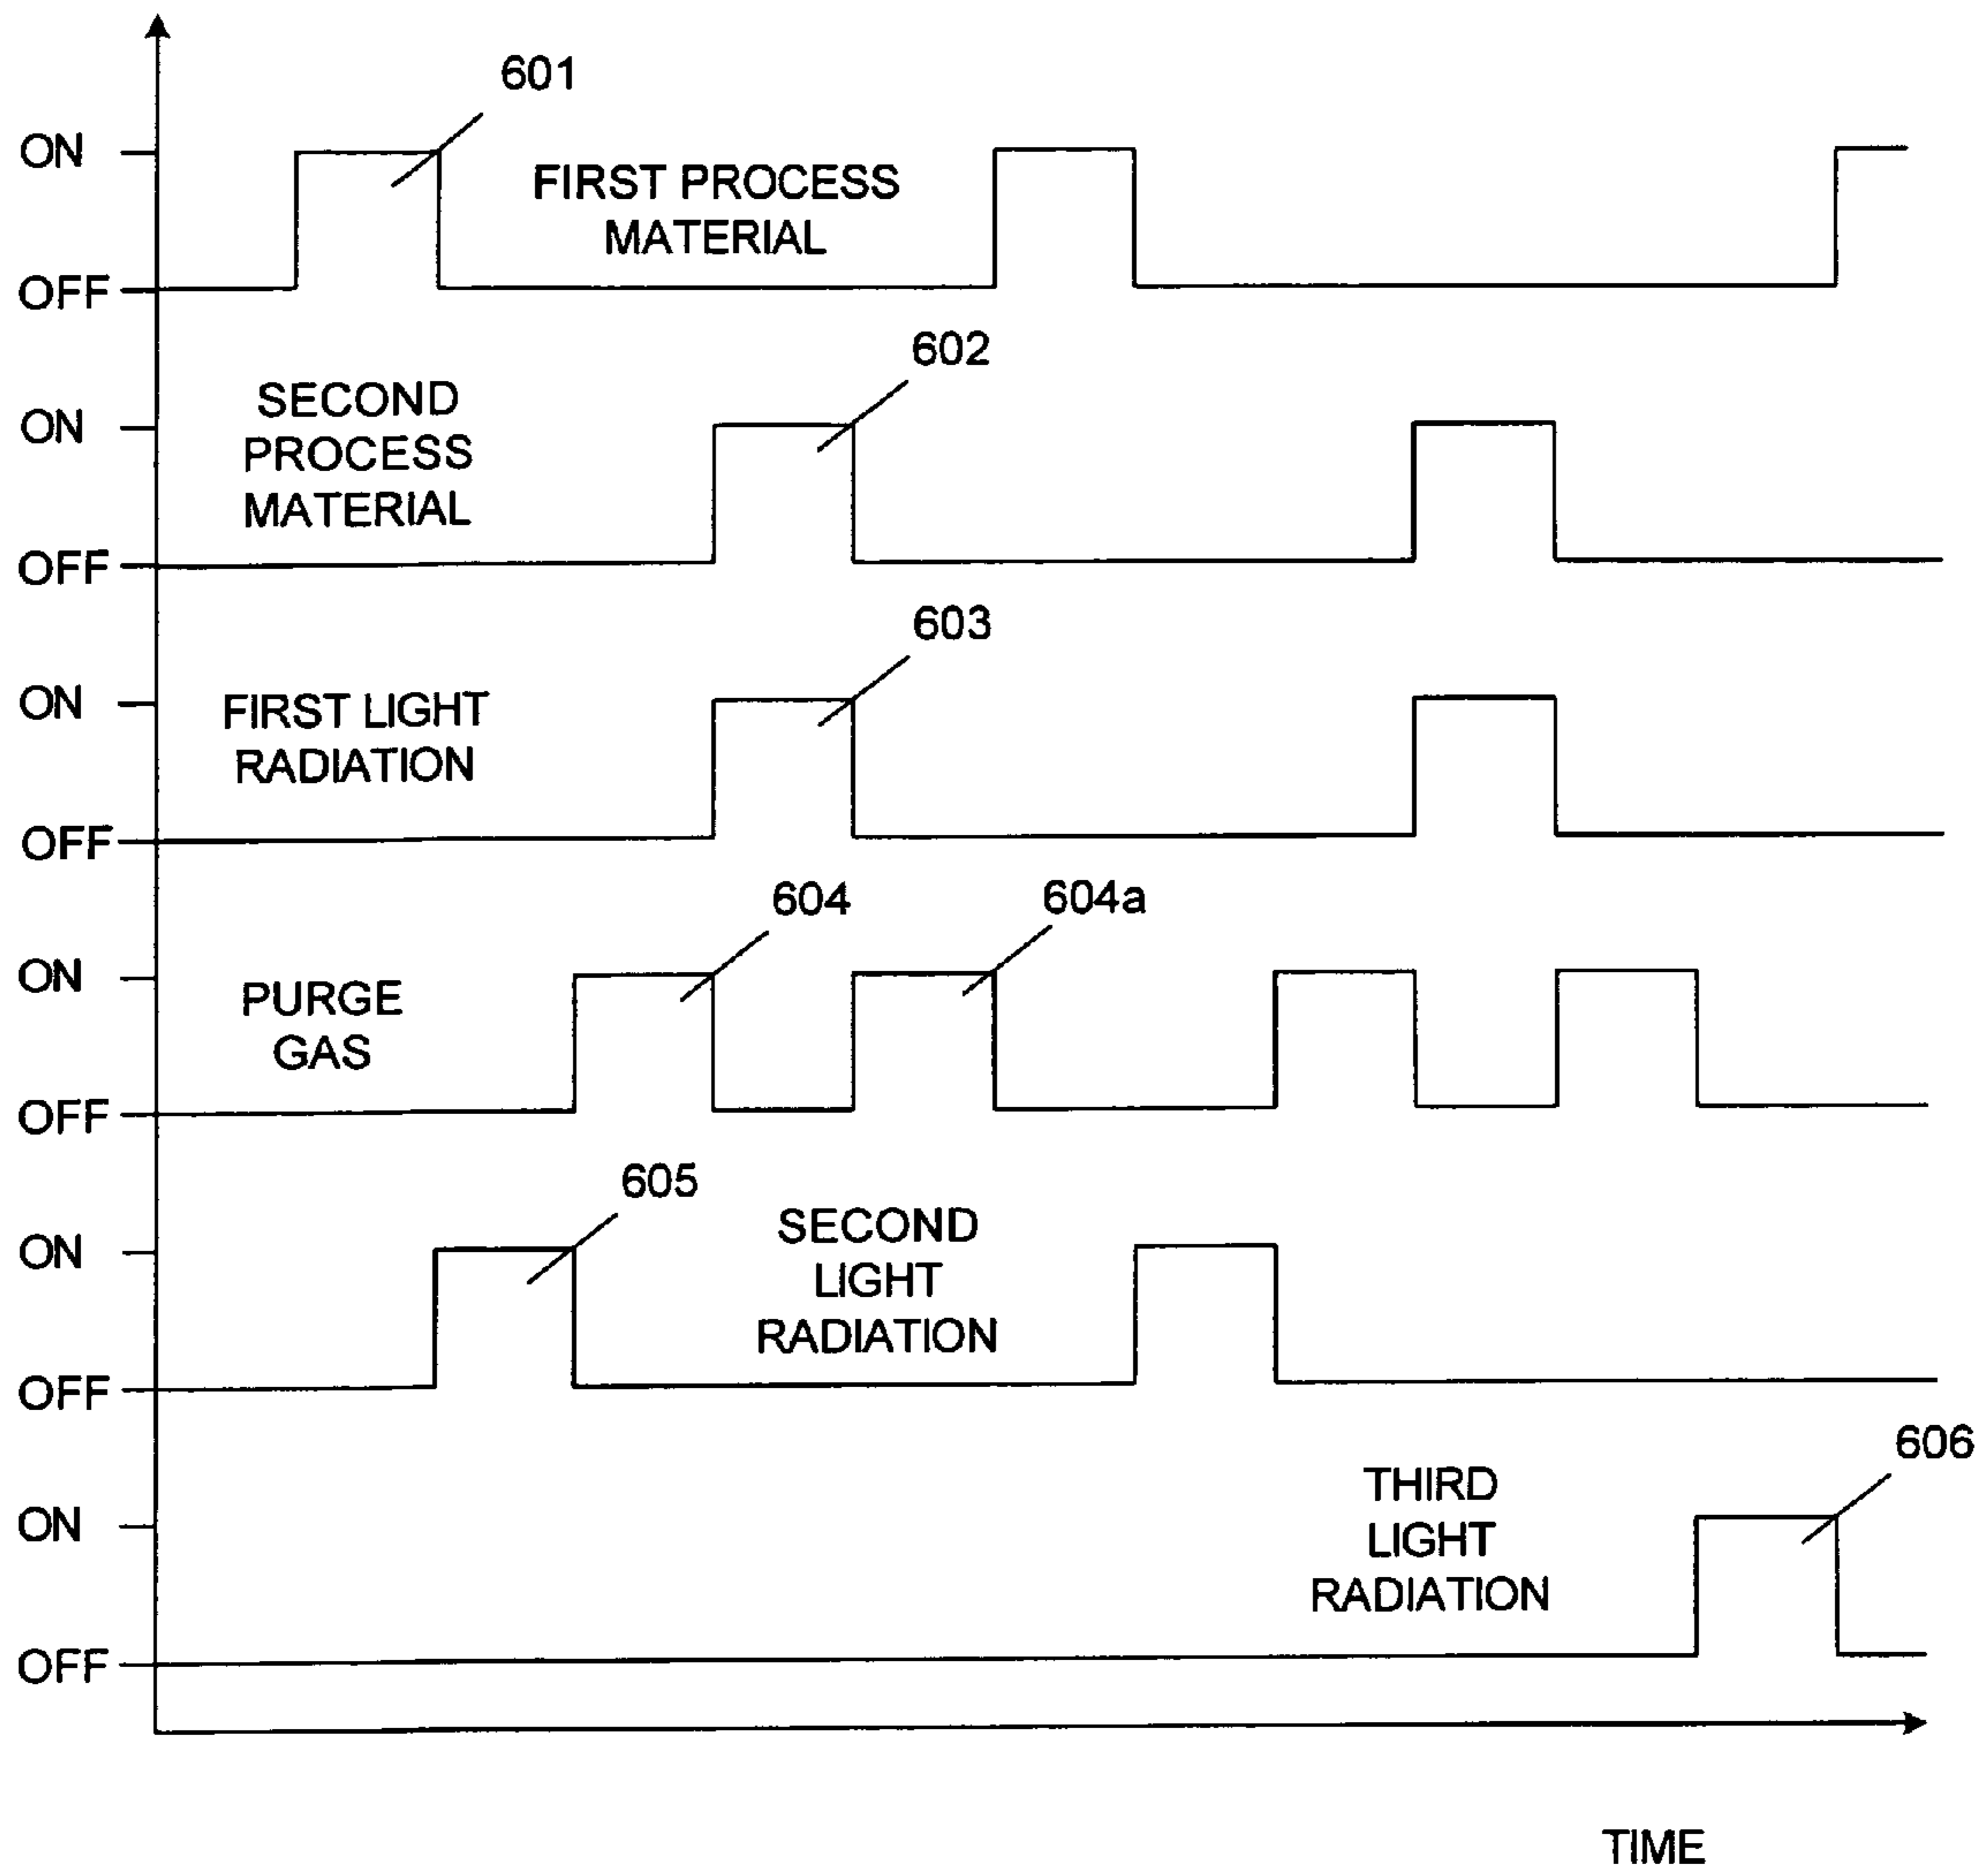 601
ON
FIRST PROCESS
MATERIAL
OFF
602
SECOND
PROCESS
MATERIAL
ON
OFF
603
ON
FIRST LIGHT
RADIATION
OFF
604
604a
ON
PURGE
GAS
OFF
605
SECOND
LIGHT
RADIATION
ON
OFF
606
THIRD
LIGHT
RADIATION
ON
OFF
TIME